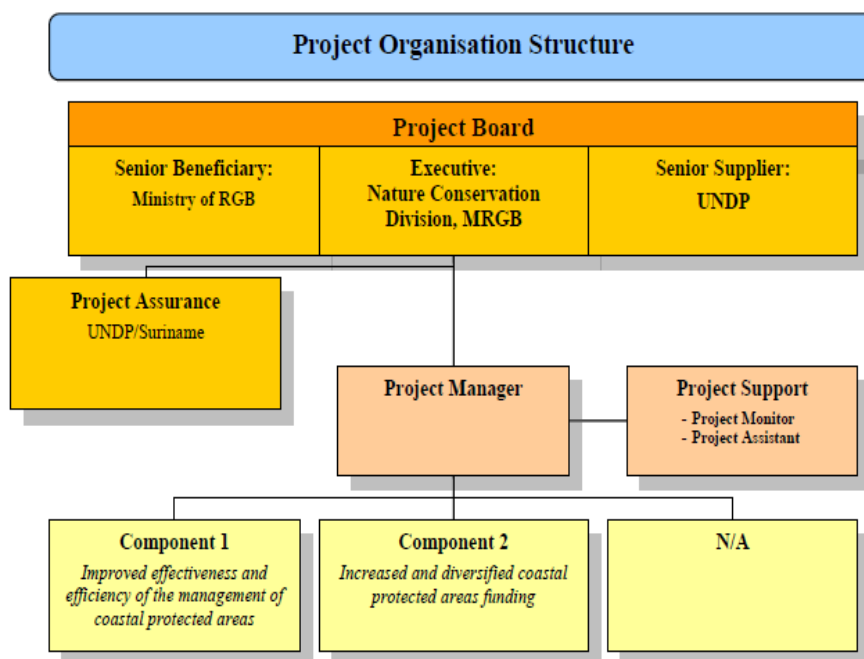 Project Organisation Structure
Project Board
Senior Beneficiary:
Ministry of RGB
Executive:
Nature Conservation
Division, MRGB
Senior Supplier:
UNDP
Project Assurance
UNDP/Suriname
Project Manager
Project Support
- Project Monitor
- Project Assistant
Component 1
Improved effectiveness and
efficiency of the management of
coastal protected areas
Component 2
Increased and diversified coastal
protected areas funding
N/A